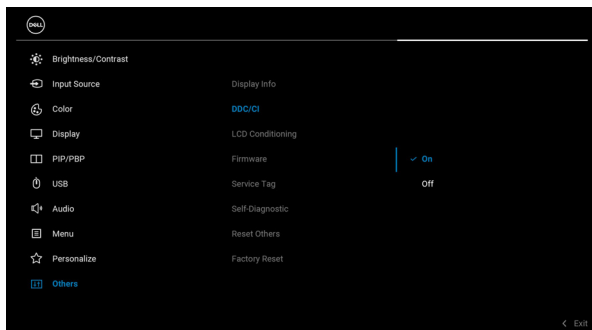 DELL
Brightness/Contrast
Input Source
Display Info
Color
DDC/CI
Display
LCD Conditioning
PIP/PBP
Firmware
On
USB
Service Tag
Off
Audio
Self-Diagnostic
Menu
Reset Others
Personalize
Factory Reset
Others
Exit